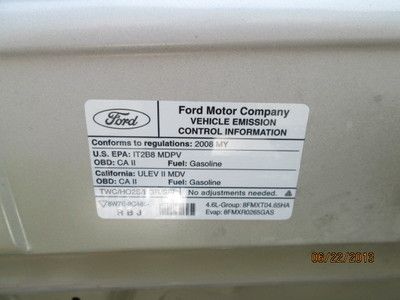 Ford
Ford Motor Company
VEHICLE EMISSION
CONTROL INFORMATION
Conforms to regulations: 2008 MY
U.S. EPA: IT2B8 MDPV
OBD: CA II Fuel: Gasoline
California: ULEV II MDV
OBD: CA II Fuel: Gasoline
No adjustments needed.
4.6L-Group: 8FMXT04.6SHA
RBJ
Evap: 8FMXR0265GAS
06/22/2013